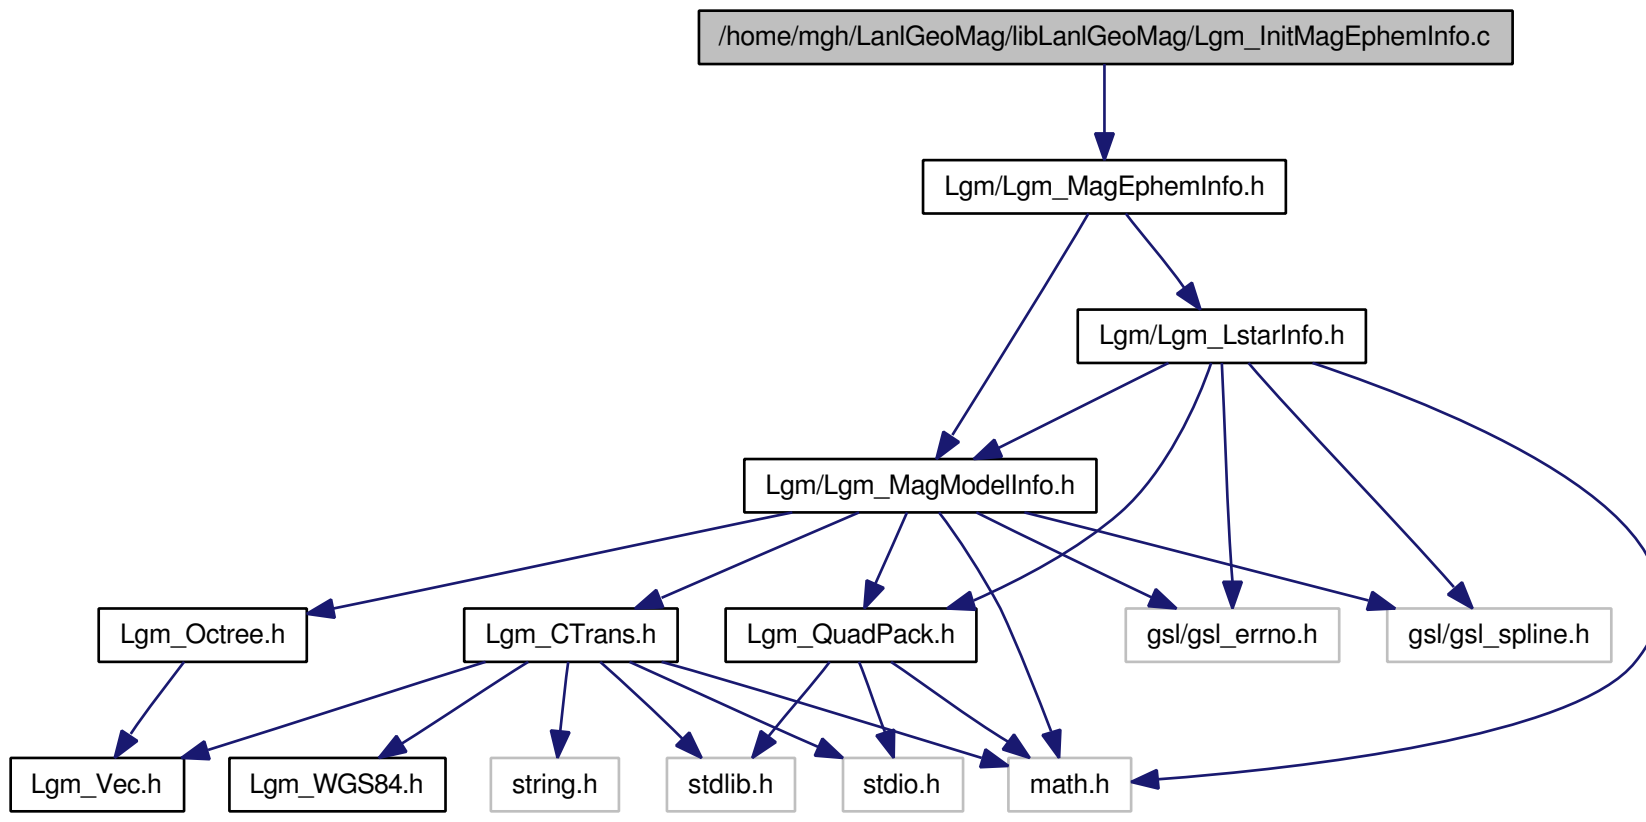 /home/mgh/LanlGeoMag/libLanlGeoMag/Lgm_InitMagEphemInfo.c
Lgm/Lgm_MagEphemInfo.h
Lgm/Lgm_LstarInfo.h
Lgm/Lgm_MagModelInfo.h
Lgm_Octree.h
Lgm_CTrans.h
Lgm_QuadPack.h
gsl/gsl_errno.h
gsl/gsl_spline.h
Lgm_Vec.h
Lgm_WGS84.h
string.h
stdlib.h
stdio.h
math.h